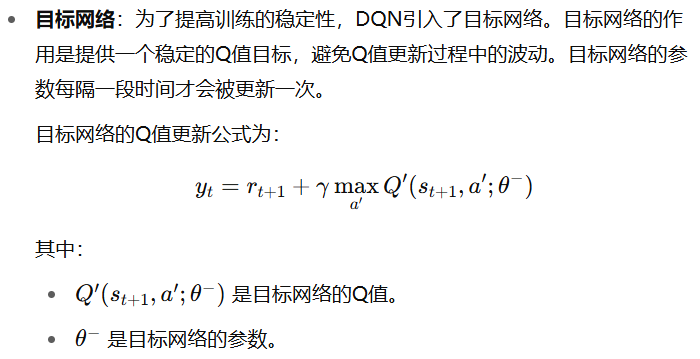 • 目标网络：为了提高训练的稳定性，DQN引入了目标网络。目标网络的作
用是提供一个稳定的Q值目标，避免Q值更新过程中的波动。目标网络的参
数每隔一段时间才会被更新一次。
目标网络的Q值更新公式为：
$y_t = r_{t+1} + \gamma \max_{a'} Q'(s_{t+1}, a'; \theta^-)$
其中：
• $Q'(s_{t+1}, a'; \theta^-)$ 是目标网络的Q值。
• $\theta^-$ 是目标网络的参数。